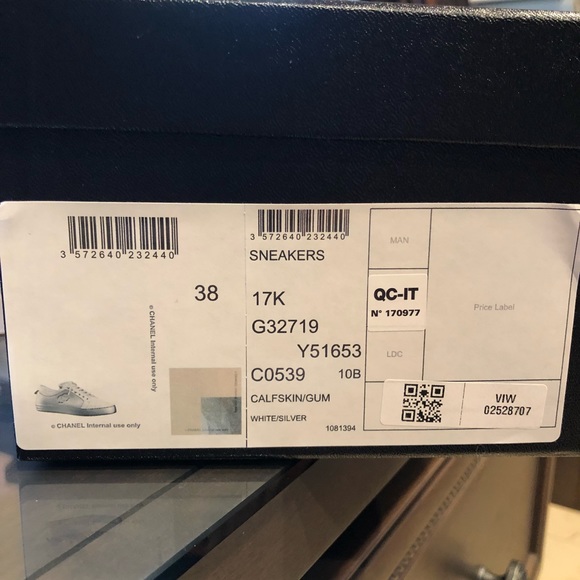 3 572640 232440
38
© CHANEL Internal use only
© CHANEL Internal use only
3 572640 232440
SNEAKERS
17K
G32719
Y51653
C0539 10B
CALFSKIN/GUM
WHITE/SILVER
1081394
MAN
QC-IT
N° 170977
LDC
Price Label
VIW
02528707